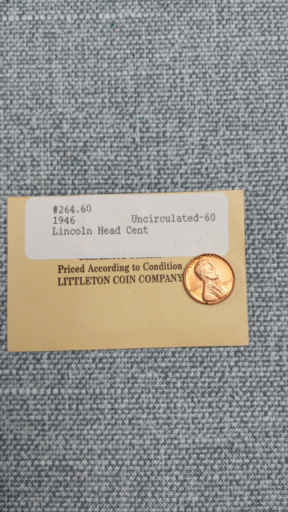 #264.60
1946 Uncirculated-60
Lincoln Head Cent
Priced According to Condition
LITTLETON COIN COMPANY